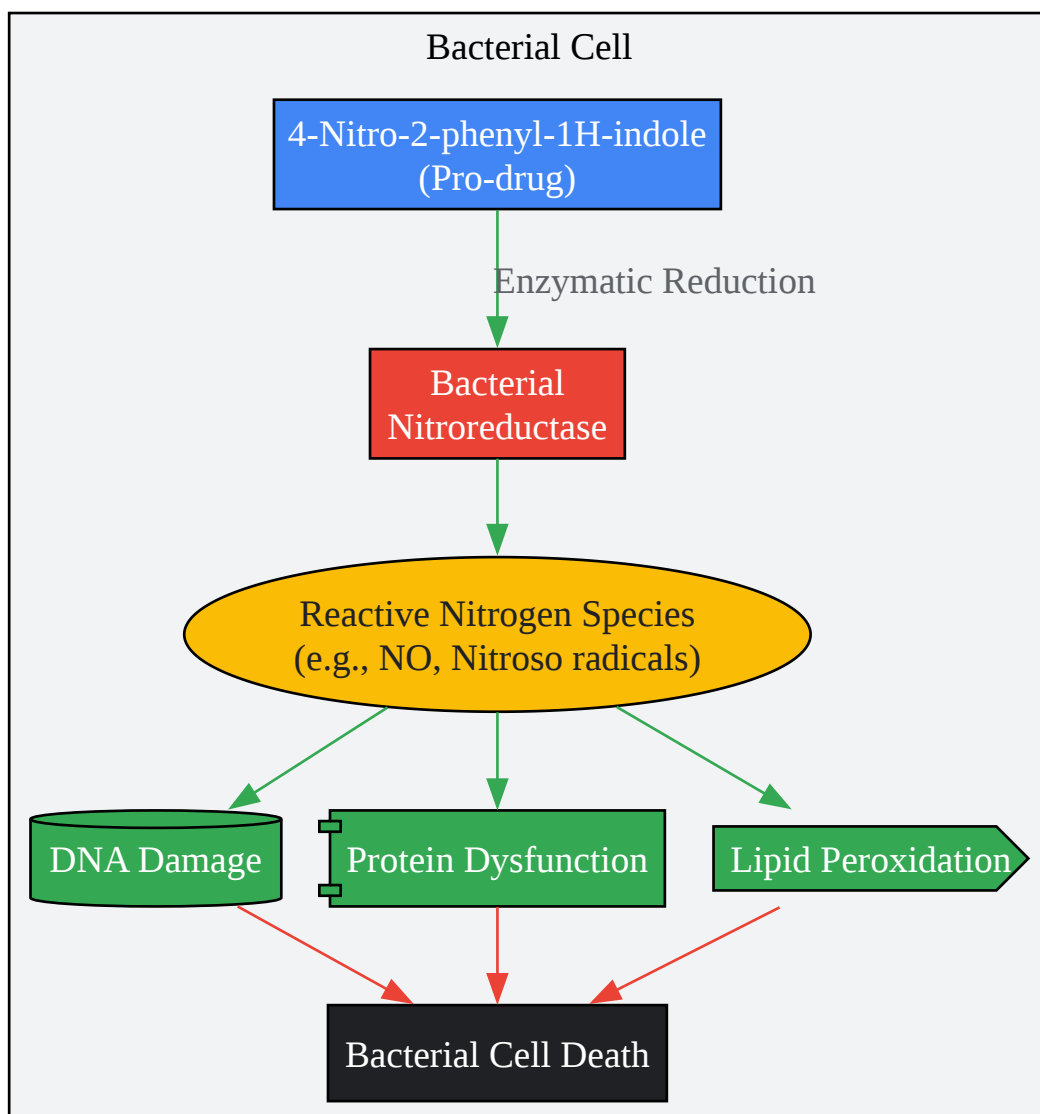 Bacterial Cell
4-Nitro-2-phenyl-1H-indole
(Pro-drug)
Enzymatic Reduction
Bacterial
Nitroreductase
Reactive Nitrogen Species
(e.g., NO, Nitroso radicals)
DNA Damage
Protein Dysfunction
Lipid Peroxidation
Bacterial Cell Death